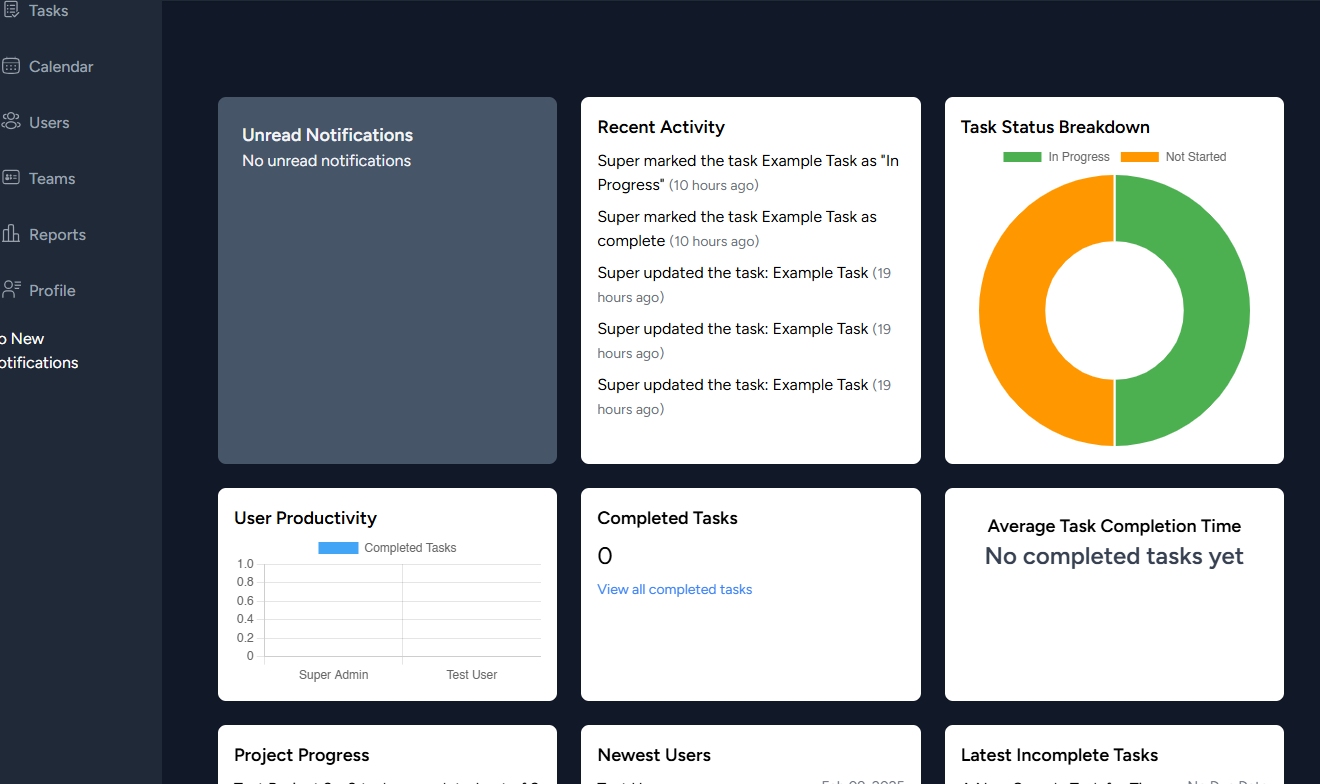 Tasks
Calendar
Users
Teams
Reports
Profile
New
Unread Notifications
No unread notifications
Recent Activity
Super marked the task Example Task as "In
Progress" (10 hours ago)
Super marked the task Example Task as
complete (10 hours ago)
Super updated the task: Example Task (19
hours ago)
Super updated the task: Example Task (19
hours ago)
Super updated the task: Example Task (19
hours ago)
Task Status Breakdown
In Progress
Not Started
User Productivity
Completed Tasks
1.0
0.8
0.6
0.4
0.2
0
Super Admin
Test User
Completed Tasks
0
View all completed tasks
Average Task Completion Time
No completed tasks yet
Project Progress
Newest Users
Latest Incomplete Tasks